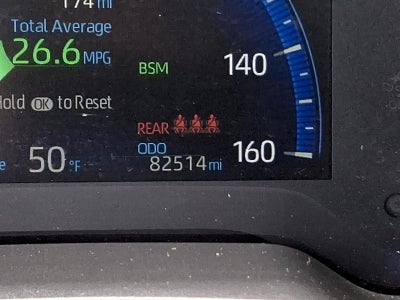 174 mi
Total Average
26.6 MPG
BSM
140
Hold OK to Reset
REAR
ODO
50 °F
82514 mi
160